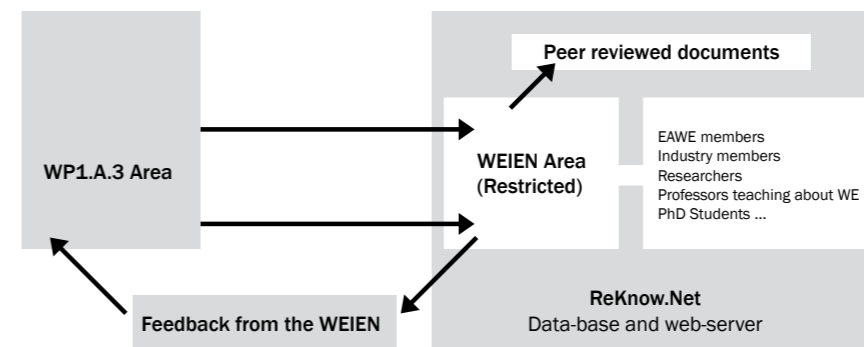 Peer reviewed documents
WP1.A.3 Area
WEIEN Area
(Restricted)
EAWE members
Industry members
Researchers
Professors teaching about WE
PhD Students ...
Feedback from the WEIEN
ReKnow.Net
Data-base and web-server